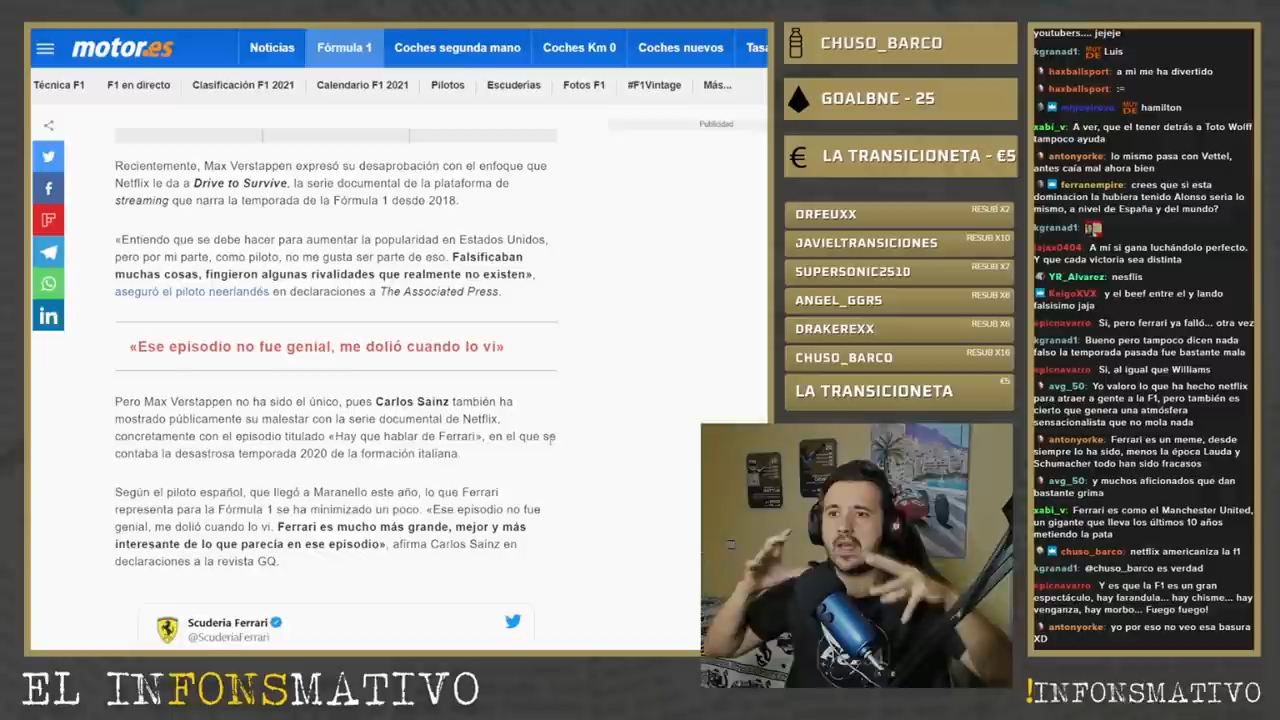 motor.es
Noticias
Fórmula 1
Coches segunda mano
Coches Km 0
Coches nuevos
Tasa
Técnica F1
F1 en directo
Clasificación F1 2021
Calendario F1 2021
Pilotos
Escuderías
Fotos F1
#F1Vintage
Más...
Publicidad
Recientemente, Max Verstappen expresó su desaprobación con el enfoque que
Netflix le da a Drive to Survive, la serie documental de la plataforma de
streaming que narra la temporada de la Fórmula 1 desde 2018.
«Entiendo que se debe hacer para aumentar la popularidad en Estados Unidos,
pero por mi parte, como piloto, no me gusta ser parte de eso. Falsificaban
muchas cosas, fingieron algunas rivalidades que realmente no existen»,
aseguró el piloto neerlandés en declaraciones a The Associated Press.
«Ese episodio no fue genial, me dolió cuando lo vi»
Pero Max Verstappen no ha sido el único, pues Carlos Sainz también ha
mostrado públicamente su malestar con la serie documental de Netflix,
concretamente con el episodio titulado «Hay que hablar de Ferrari», en el que se
contaba la desastrosa temporada 2020 de la formación italiana.
Según el piloto español, que llegó a Maranello este año, lo que Ferrari
representa para la Fórmula 1 se ha minimizado un poco. «Ese episodio no fue
genial, me dolió cuando lo vi. Ferrari es mucho más grande, mejor y más
interesante de lo que parecía en ese episodio», afirma Carlos Sainz en
declaraciones a la revista GQ.
Scuderia Ferrari
@ScuderiaFerrari
CHUSO_BARCO
GOALBNC - 25
LA TRANSICIONETA - €5
ORFEUXX RESUB X2
JAVIELTRANSICIONES RESUB X10
SUPERSONIC2510 RESUB X7
ANGEL_GGRS RESUB X6
DRAKEREXX RESUB X6
CHUSO_BARCO RESUB X16
LA TRANSICIONETA €5
youtubers.... jejeje
kgranad1: MUY DE Luis
haxballsport: a mi me ha divertido
haxballsport: :=
MUY DE hamilton
xabi_v: A ver, que el tener detrás a Toto Wolff
tampoco ayuda
antonyorke: lo mismo pasa con Vettel,
antes caía mal ahora bien
ferranempire: crees que si esta
dominacion la hubiera tenido Alonso seria lo
mismo, a nivel de España y del mundo?
kgranad1:
lajax0404: A mí si gana luchándolo perfecto.
Y que cada victoria sea distinta
YR_Alvarez: nesflis
KeigoXVX: y el beef entre el y lando
falsisimo jaja
epicnavarro: Si, pero ferrari ya falló... otra vez
kgranad1: Bueno pero tampoco dicen nada
falso la temporada pasada fue bastante mala
epicnavarro: Si, al igual que Williams
avg_50: Yo valoro lo que ha hecho netflix
para atraer a gente a la F1, pero también es
cierto que genera una atmósfera
sensacionalista que no mola nada
antonyorke: Ferrari es un meme, desde
siempre lo ha sido, menos la época Lauda y
Schumacher todo han sido fracasos
avg_50: y muchos aficionados que dan
bastante grima
xabi_v: Ferrari es como el Manchester United,
un gigante que lleva los últimos 10 años
metiendo la pata
chuso_barco: netflix americaniza la f1
kgranad1: @chuso_barco es verdad
epicnavarro: Y es que la F1 es un gran
espectáculo, hay farandula... hay chisme... hay
venganza, hay morbo... Fuego fuego!
antonyorke: yo por eso no veo esa basura
XD
EL INFONSMATIVO
!INFONSMATIVO